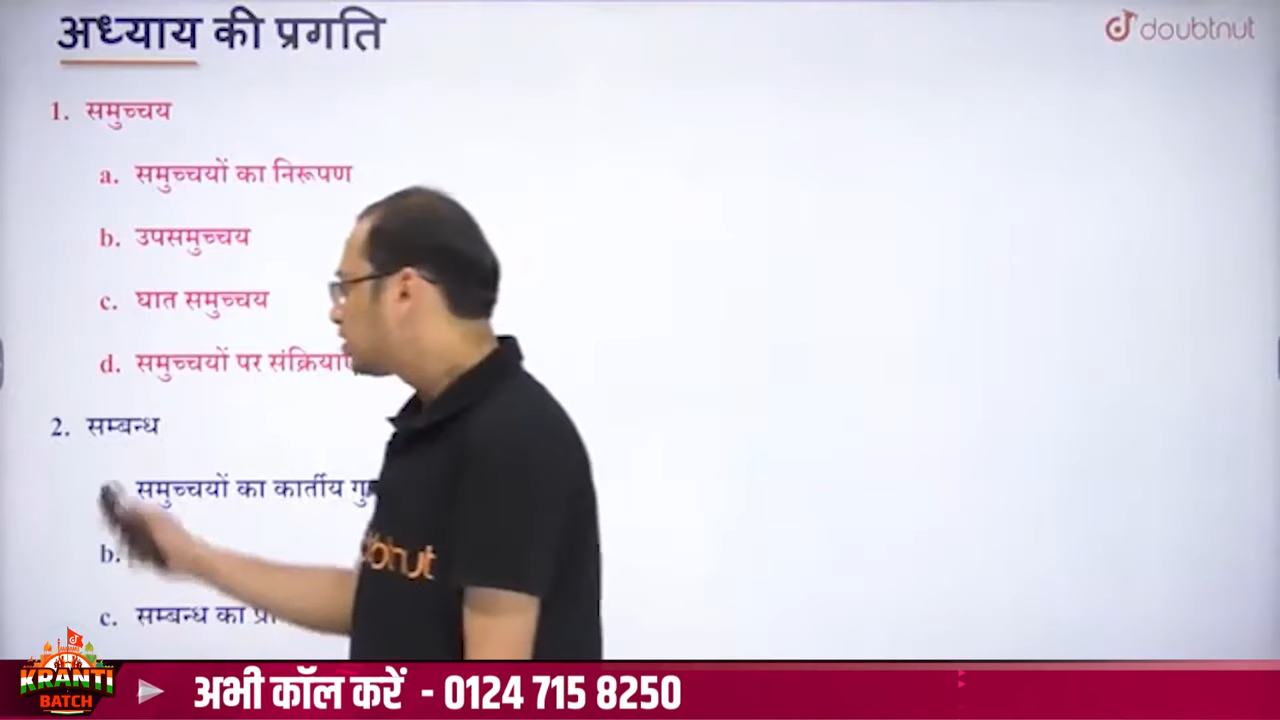 अध्याय की प्रगति
doubtnut
1. समुच्चय
a. समुच्चयों का निरूपण
b. उपसमुच्चय
c. घात समुच्चय
d. समुच्चयों पर
2. सम्बन्ध
समुच्चयों का कार्तीय
b.
c. सम्बन्ध का
KRANTI
BATCH
अभी कॉल करें - 0124 715 8250